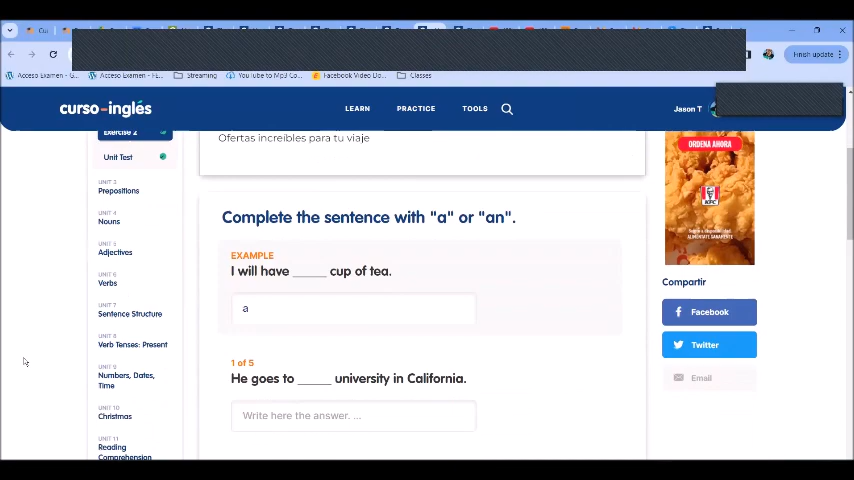 Finish update
Acceso Examen - G...
Acceso Examen - FE...
Streaming
YouTube to Mp3 Co...
Facebook Video Do...
Classes
curso-inglés
LEARN
PRACTICE
TOOLS
Jason T
Exercise 2
Unit Test
UNIT 3
Prepositions
UNIT 4
Nouns
UNIT 5
Adjectives
UNIT 6
Verbs
UNIT 7
Sentence Structure
UNIT 8
Verb Tenses: Present
UNIT 9
Numbers, Dates,
Time
UNIT 10
Christmas
UNIT 11
Reading
Comprehension
Ofertas increíbles para tu viaje
Complete the sentence with "a" or "an".
EXAMPLE
I will have _____ cup of tea.
a
1 of 5
He goes to _____ university in California.
Write here the answer. ...
ORDENA AHORA
KFC
ALIMÉNTATE SANAMENTE
Compartir
Facebook
Twitter
Email